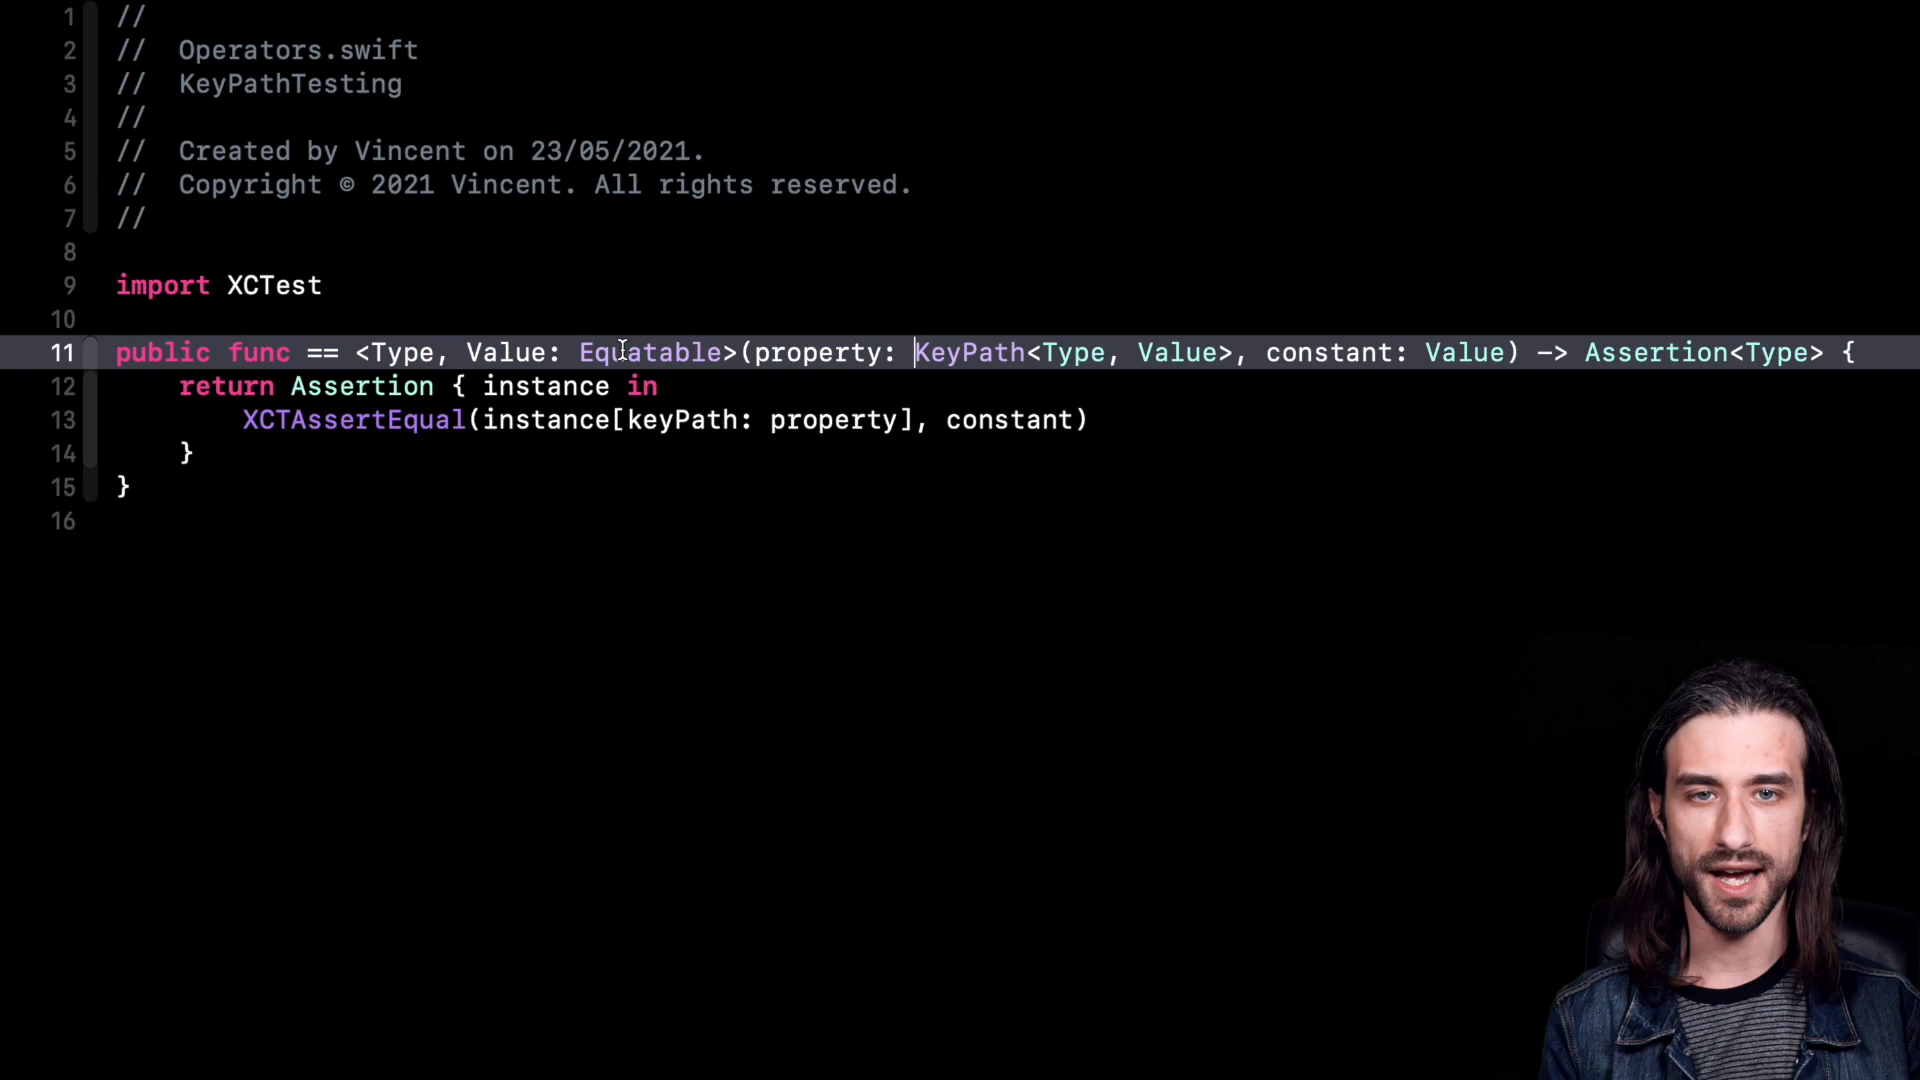 1 //
2 //  Operators.swift
3 //  KeyPathTesting
4 //
5 //  Created by Vincent on 23/05/2021.
6 //  Copyright © 2021 Vincent. All rights reserved.
7 //
8
9 import XCTest
10
11 public func == <Type, Value: Equatable>(property: KeyPath<Type, Value>, constant: Value) -> Assertion<Type> {
12     return Assertion { instance in
13         XCTAssertEqual(instance[keyPath: property], constant)
14     }
15 }
16